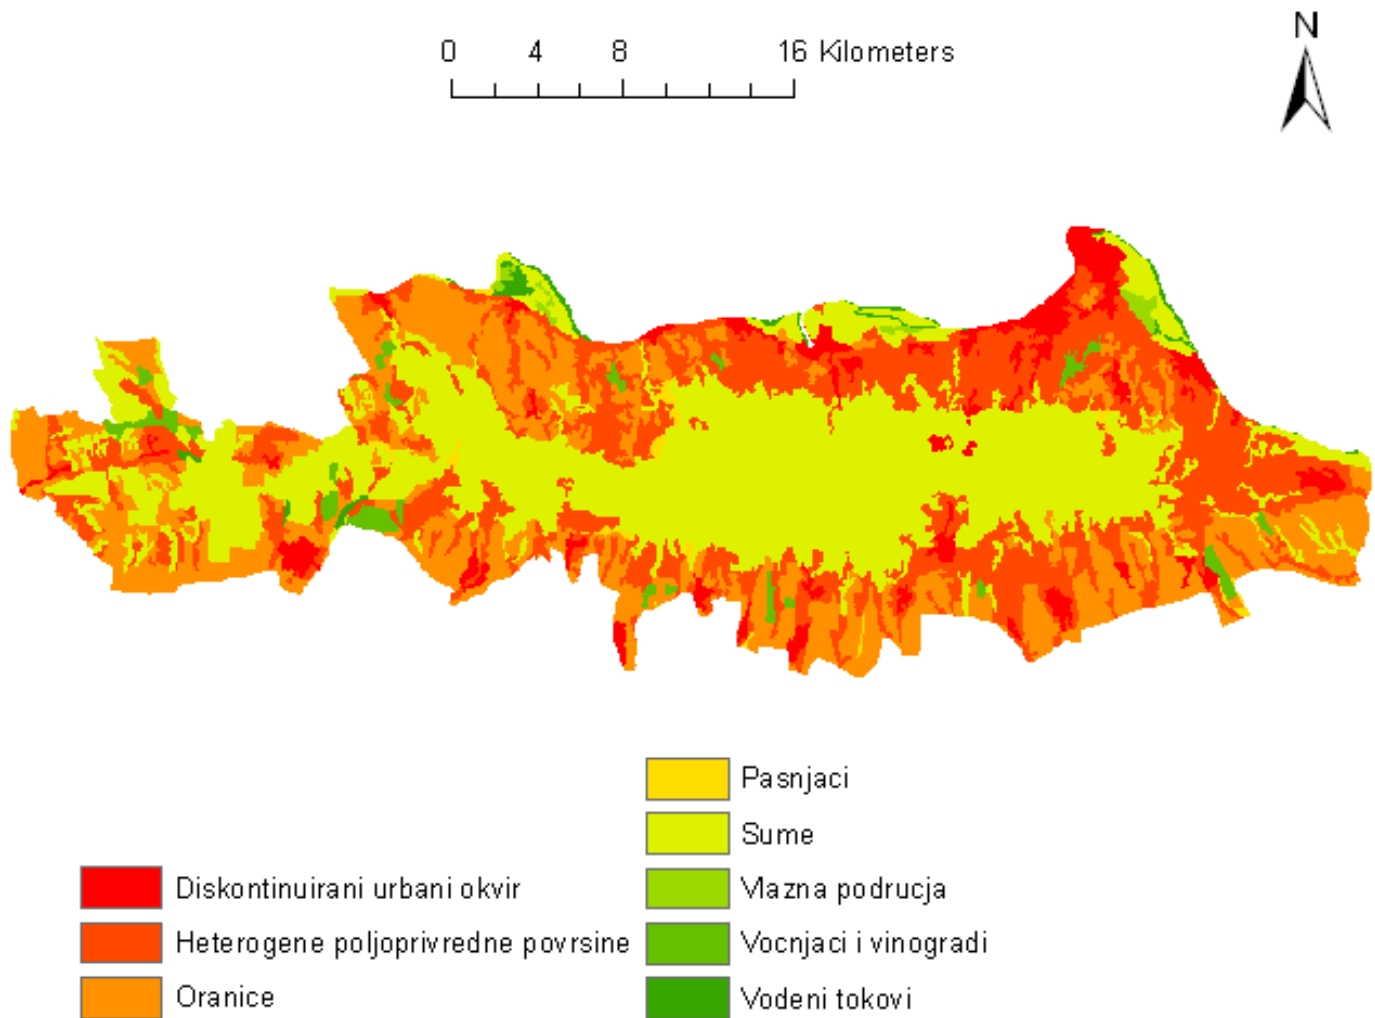 N
0 4 8 16 Kilometers
Pasnjaci
Sume
Diskontinuirani urbani okvir
Vlazna podrucja
Heterogene poljoprivredne povrsine
Vocnjaci i vinogradi
Oranice
Vodeni tokovi